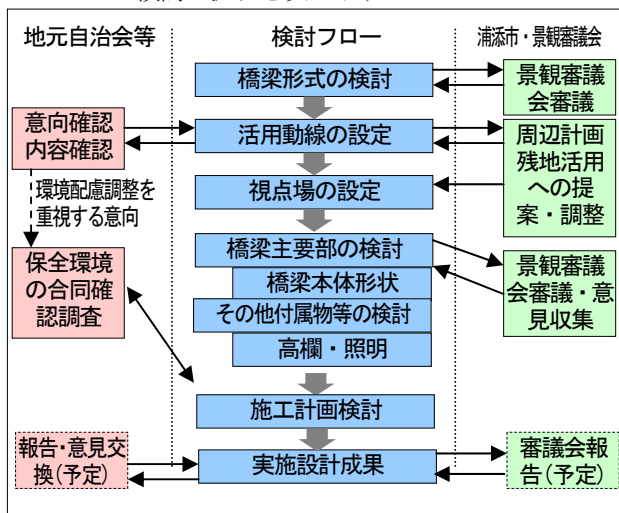 地元自治会等
検討フロー
浦添市・景観審議会
橋梁形式の検討
景観審議
会審議
意向確認
内容確認
活用動線の設定
周辺計画
残地活用
への提
案・調整
環境配慮調整を
重視する意向
視点場の設定
保全環境
の合同確
認調査
橋梁主要部の検討
橋梁本体形状
その他付属物等の検討
高欄・照明
景観審議
会審議・意
見収集
施工計画検討
報告・意見交
換(予定)
実施設計成果
審議会報
告(予定)